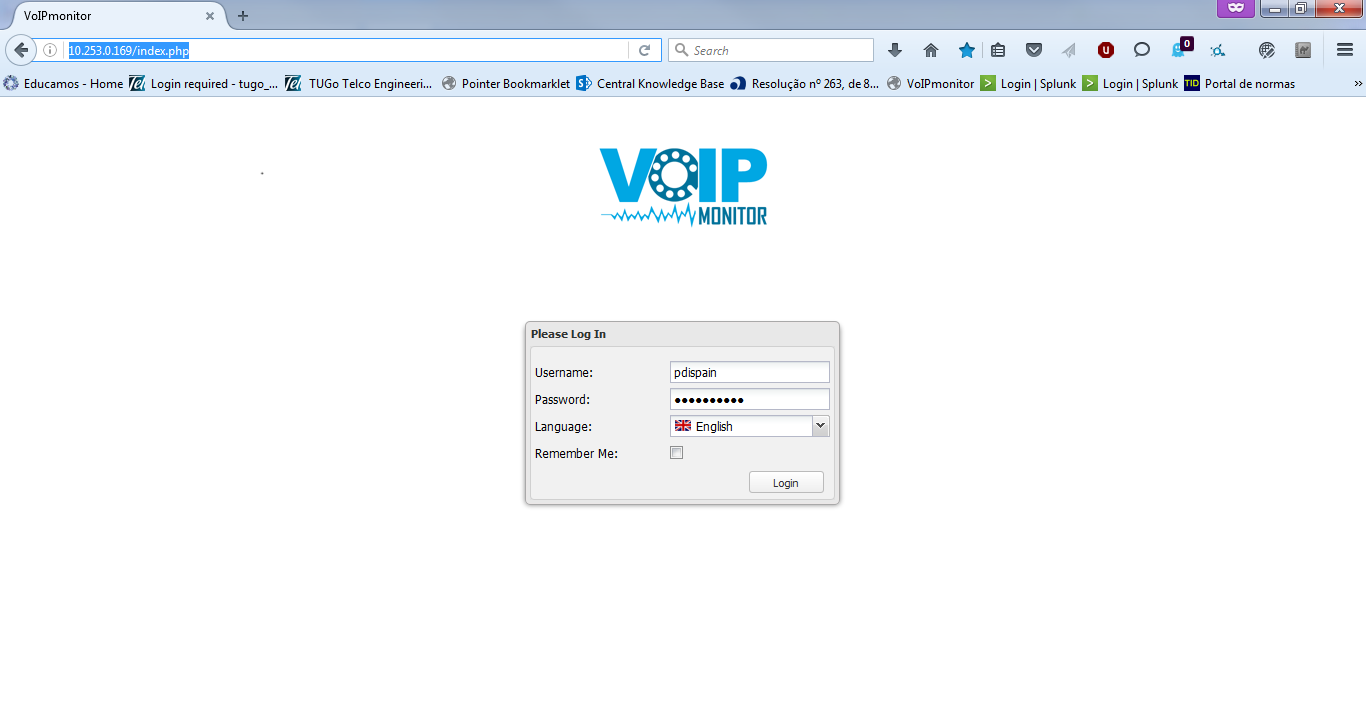 VoIPmonitor
10.253.0.169/index.php
Search
0
Educamos - Home Login required - tugo_... TUGo Telco Engineeri... Pointer Bookmarklet Central Knowledge Base Resolução nº 263, de 8... VoIPmonitor Login | Splunk Login | Splunk TID Portal de normas
VOIP
MONITOR
Please Log In
Username: pdispain
Password: ●●●●●●●●●●
Language: English
Remember Me:
Login